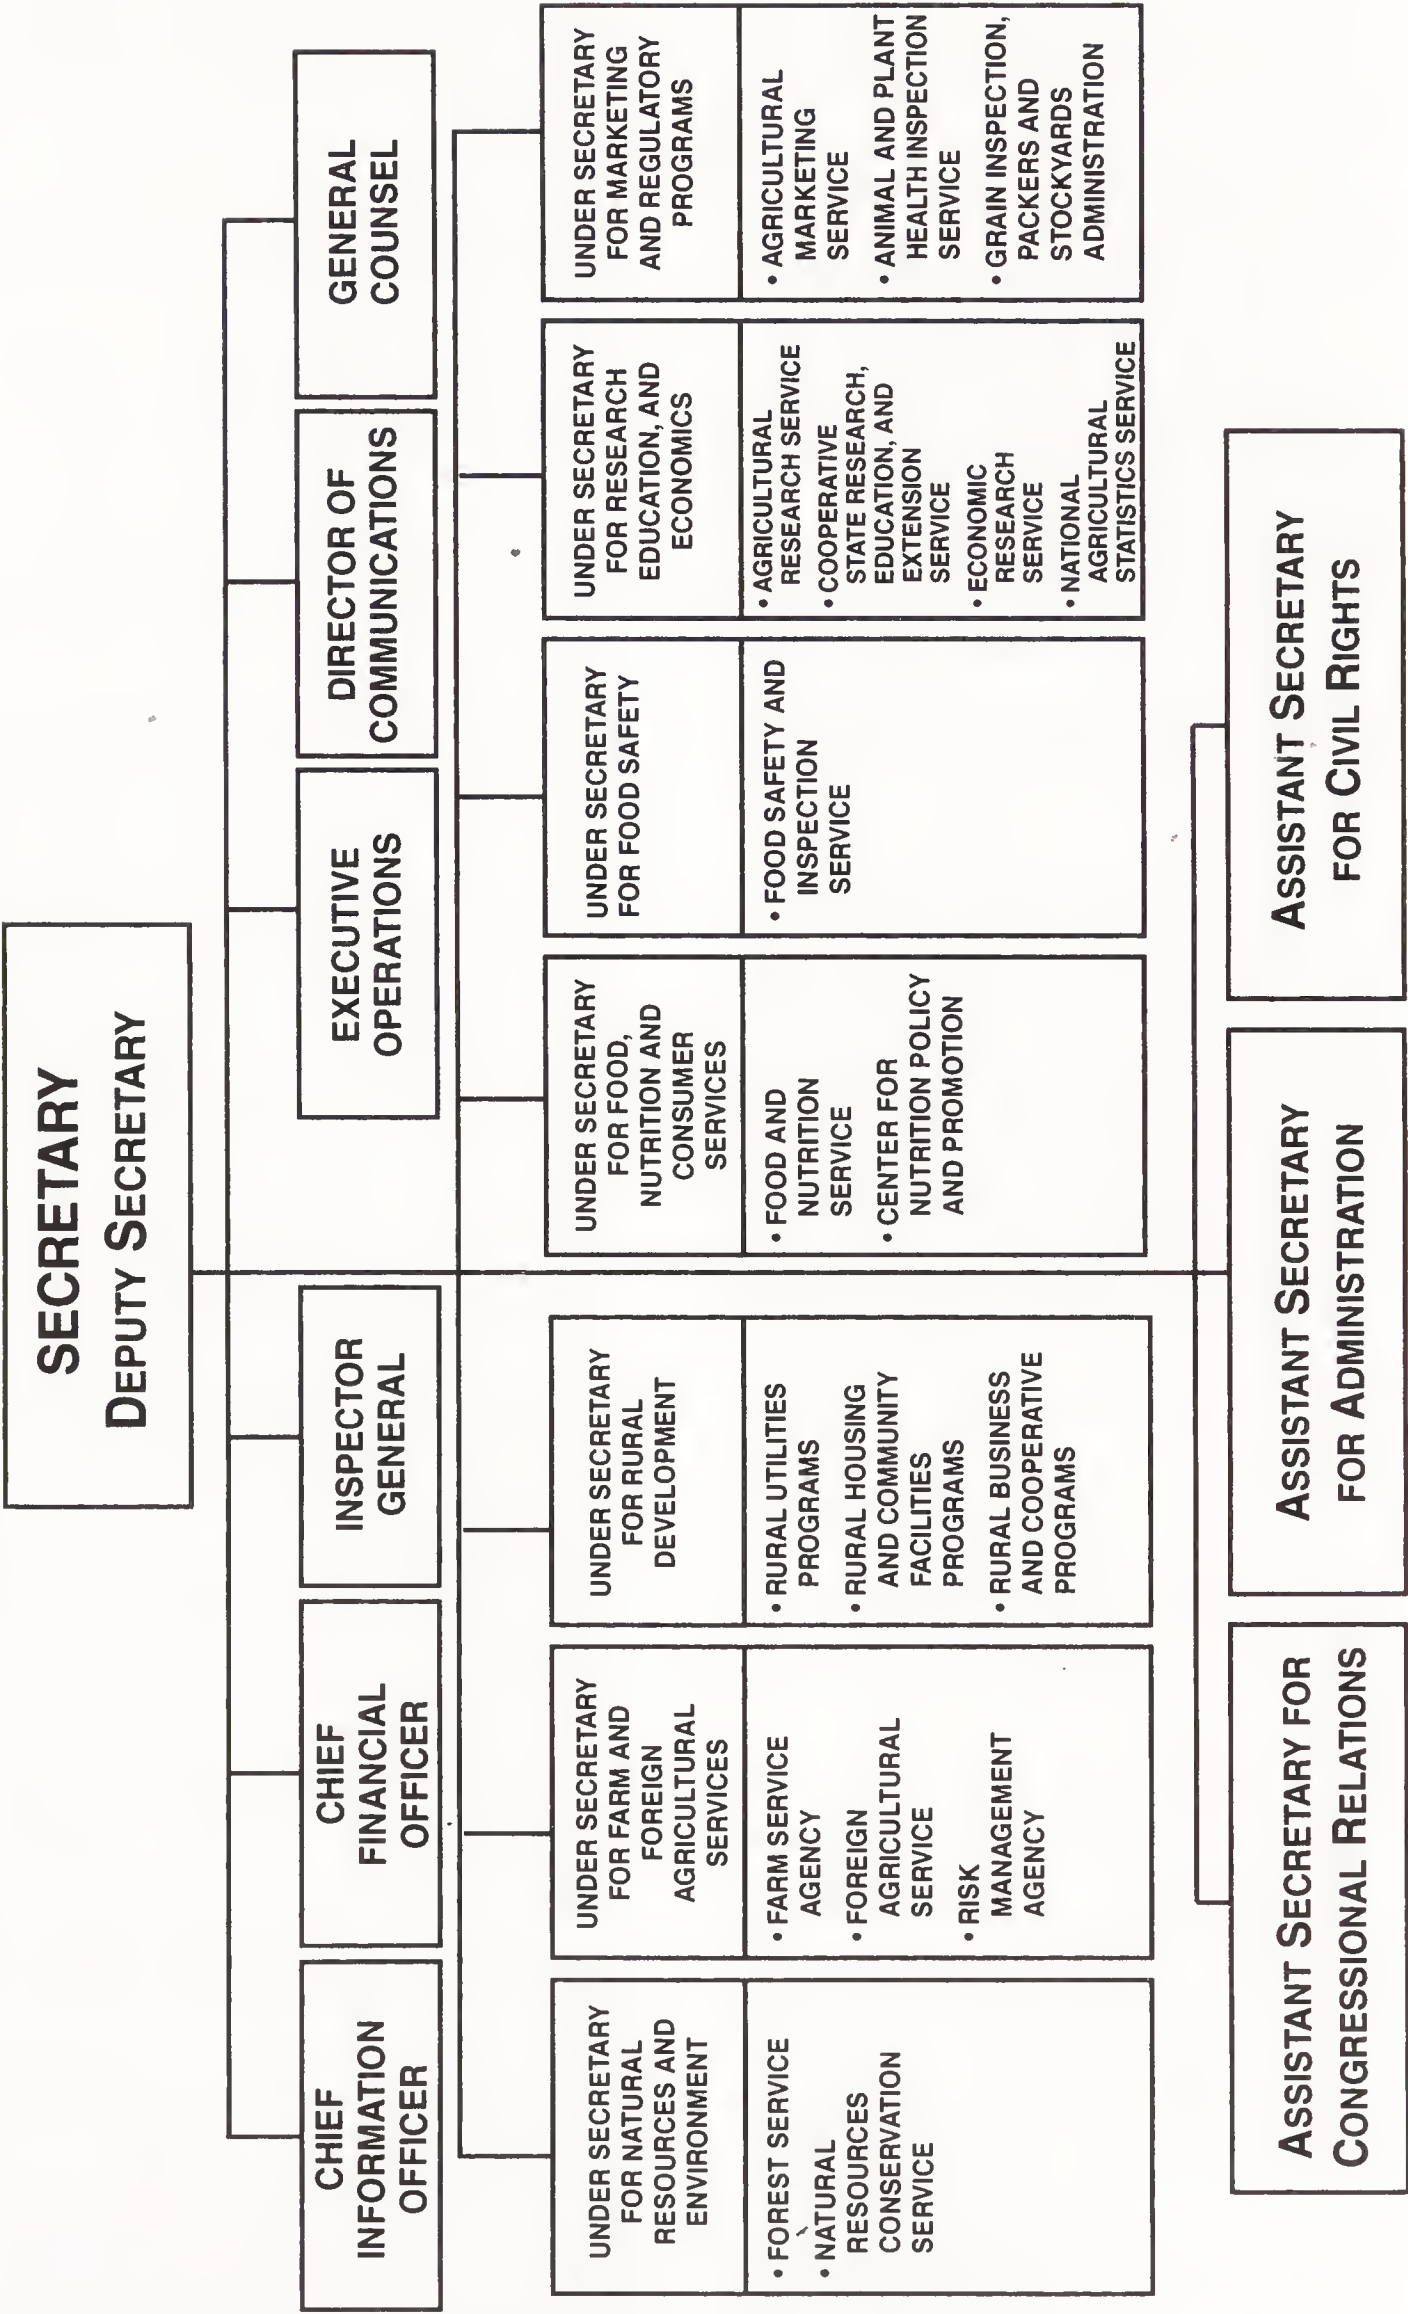 SECRETARY
DEPUTY SECRETARY
CHIEF
INFORMATION
OFFICER
CHIEF
FINANCIAL
OFFICER
INSPECTOR
GENERAL
EXECUTIVE
OPERATIONS
DIRECTOR OF
COMMUNICATIONS
GENERAL
COUNSEL
UNDER SECRETARY
FOR NATURAL
RESOURCES AND
ENVIRONMENT
• FOREST SERVICE
• NATURAL
RESOURCES
CONSERVATION
SERVICE
UNDER SECRETARY
FOR FARM AND
FOREIGN
AGRICULTURAL
SERVICES
• FARM SERVICE
AGENCY
• FOREIGN
AGRICULTURAL
SERVICE
• RISK
MANAGEMENT
AGENCY
UNDER SECRETARY
FOR RURAL
DEVELOPMENT
• RURAL UTILITIES
PROGRAMS
• RURAL HOUSING
AND COMMUNITY
FACILITIES
PROGRAMS
• RURAL BUSINESS
AND COOPERATIVE
PROGRAMS
UNDER SECRETARY
FOR FOOD,
NUTRITION AND
CONSUMER
SERVICES
• FOOD AND
NUTRITION
SERVICE
• CENTER FOR
NUTRITION POLICY
AND PROMOTION
UNDER SECRETARY
FOR FOOD SAFETY
• FOOD SAFETY AND
INSPECTION
SERVICE
UNDER SECRETARY
FOR RESEARCH
EDUCATION, AND
ECONOMICS
• AGRICULTURAL
RESEARCH SERVICE
• COOPERATIVE
STATE RESEARCH,
EDUCATION, AND
EXTENSION
SERVICE
• ECONOMIC
RESEARCH
SERVICE
• NATIONAL
AGRICULTURAL
STATISTICS SERVICE
UNDER SECRETARY
FOR MARKETING
AND REGULATORY
PROGRAMS
• AGRICULTURAL
MARKETING
SERVICE
• ANIMAL AND PLANT
HEALTH INSPECTION
SERVICE
• GRAIN INSPECTION,
PACKERS AND
STOCKYARDS
ADMINISTRATION
ASSISTANT SECRETARY FOR
CONGRESSIONAL RELATIONS
ASSISTANT SECRETARY
FOR ADMINISTRATION
ASSISTANT SECRETARY
FOR CIVIL RIGHTS